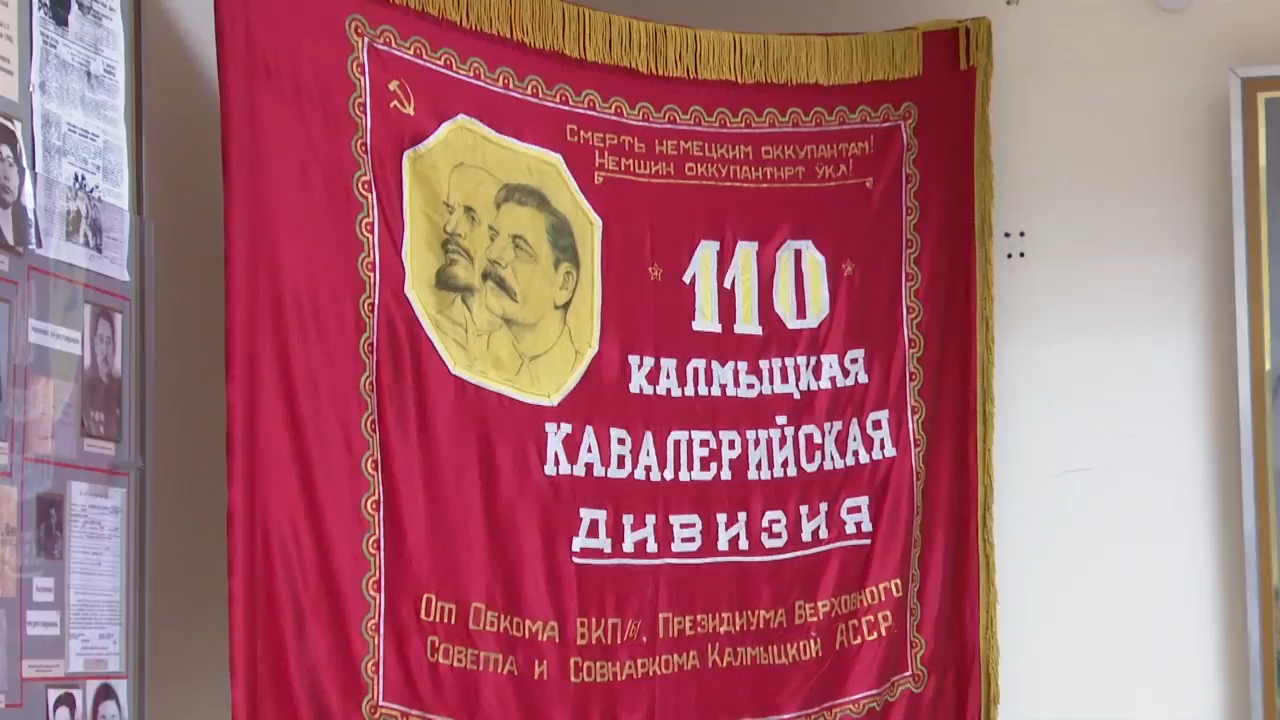 Смерть немецким оккупантам!
Немшин оккупантнрт үкл!
110
КАЛМЫЦКАЯ
КАВАЛЕРИЙСКАЯ
ДИВИЗИЯ
От Обкома ВКП/б/, Президиума Верховного
Совета и Совнаркома Калмыцкой АССР.